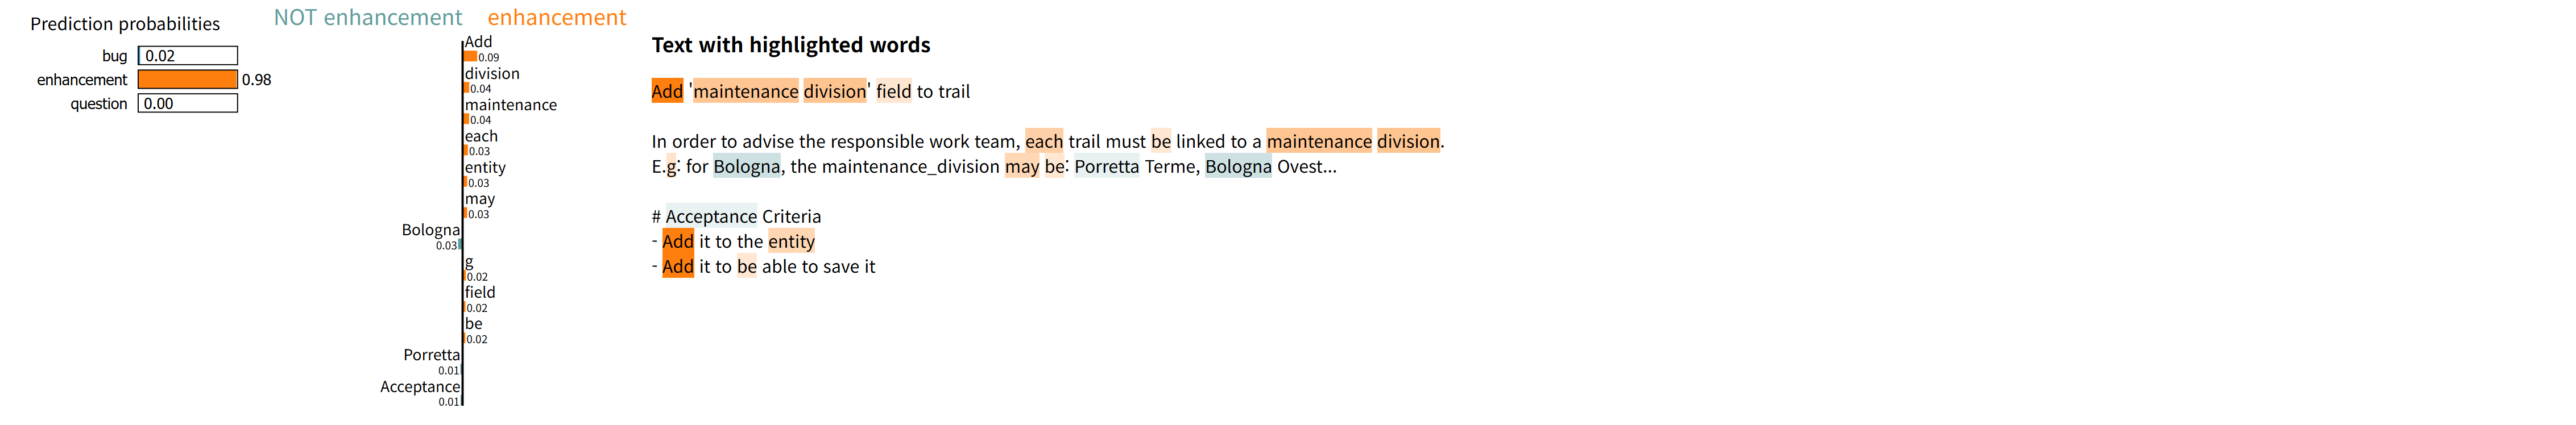 Prediction probabilities
bug 0.02
enhancement 0.98
question 0.00
NOT enhancement enhancement
Add
0.09
division
0.04
maintenance
0.04
each
0.03
entity
0.03
may
0.03
Bologna
0.03
g
0.02
field
0.02
be
0.02
Porretta
0.01
Acceptance
0.01
Text with highlighted words
Add 'maintenance division' field to trail
In order to advise the responsible work team, each trail must be linked to a maintenance division.
E.g: for Bologna, the maintenance_division may be: Porretta Terme, Bologna Ovest...
# Acceptance Criteria
- Add it to the entity
- Add it to be able to save it